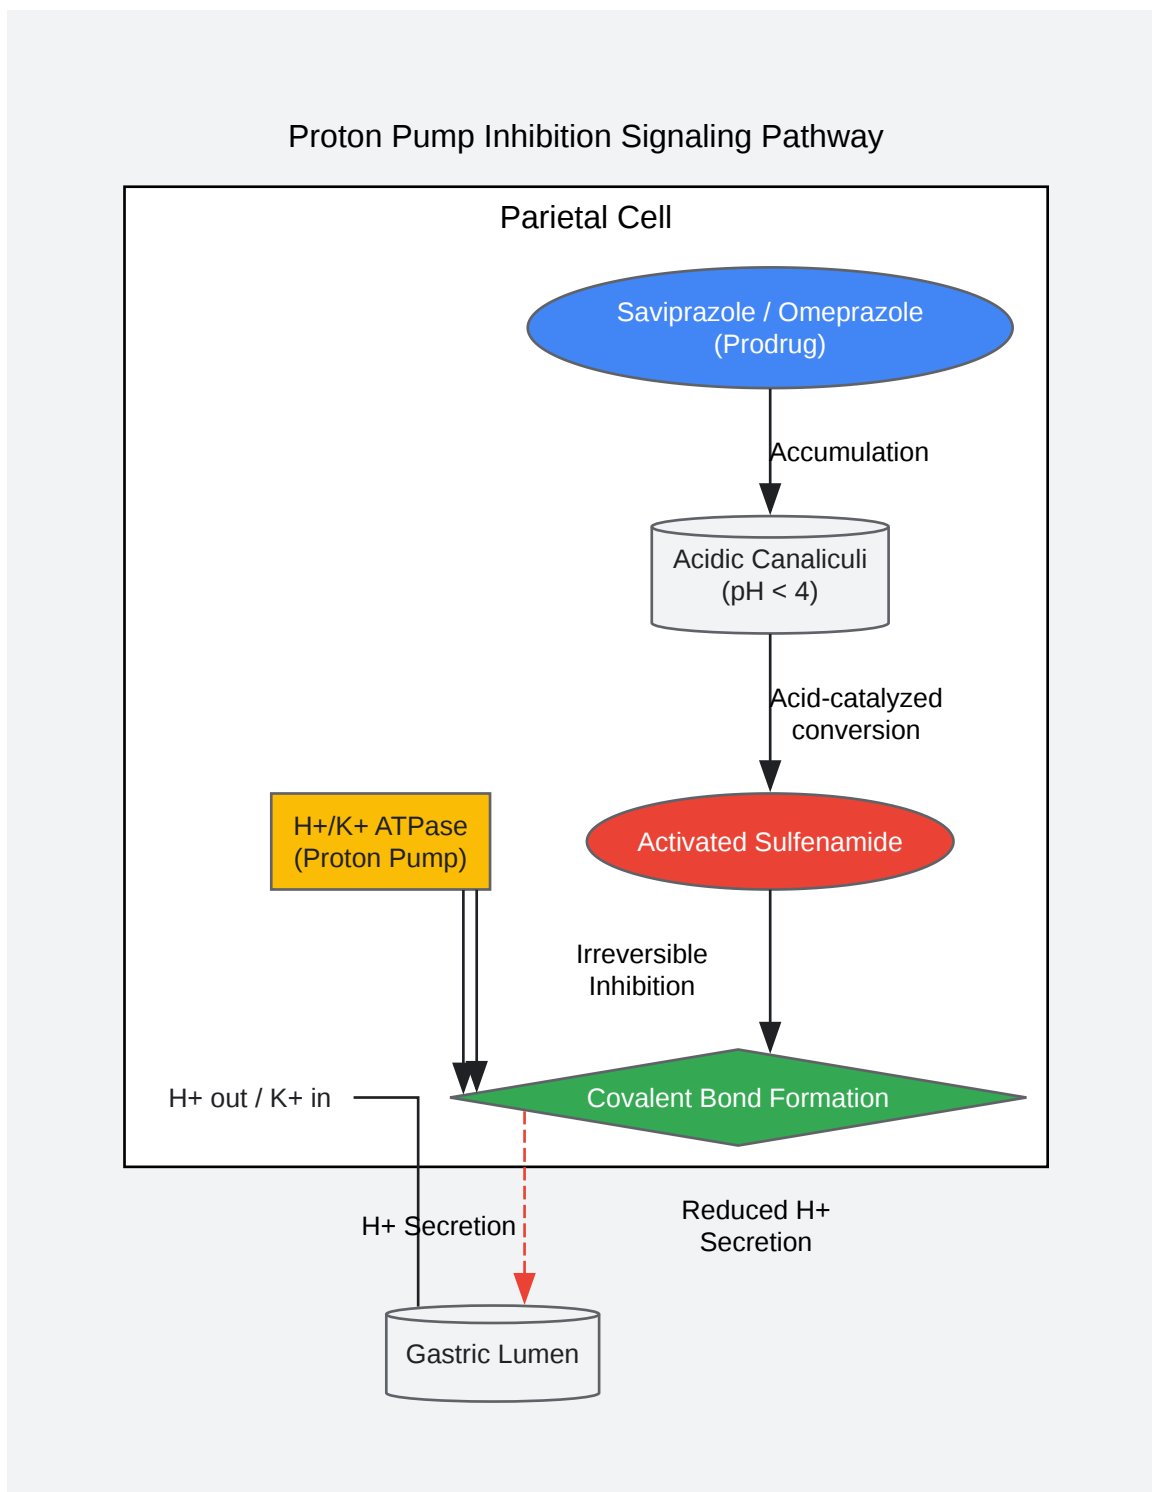 Proton Pump Inhibition Signaling Pathway
Parietal Cell
Saviprazole / Omeprazole
(Prodrug)
Accumulation
Acidic Canaliculi
(pH < 4)
Acid-catalyzed
conversion
H+/K+ ATPase
(Proton Pump)
Activated Sulfenamide
Irreversible
Inhibition
H+ out / K+ in
Covalent Bond Formation
H+ Secretion
Reduced H+
Secretion
Gastric Lumen